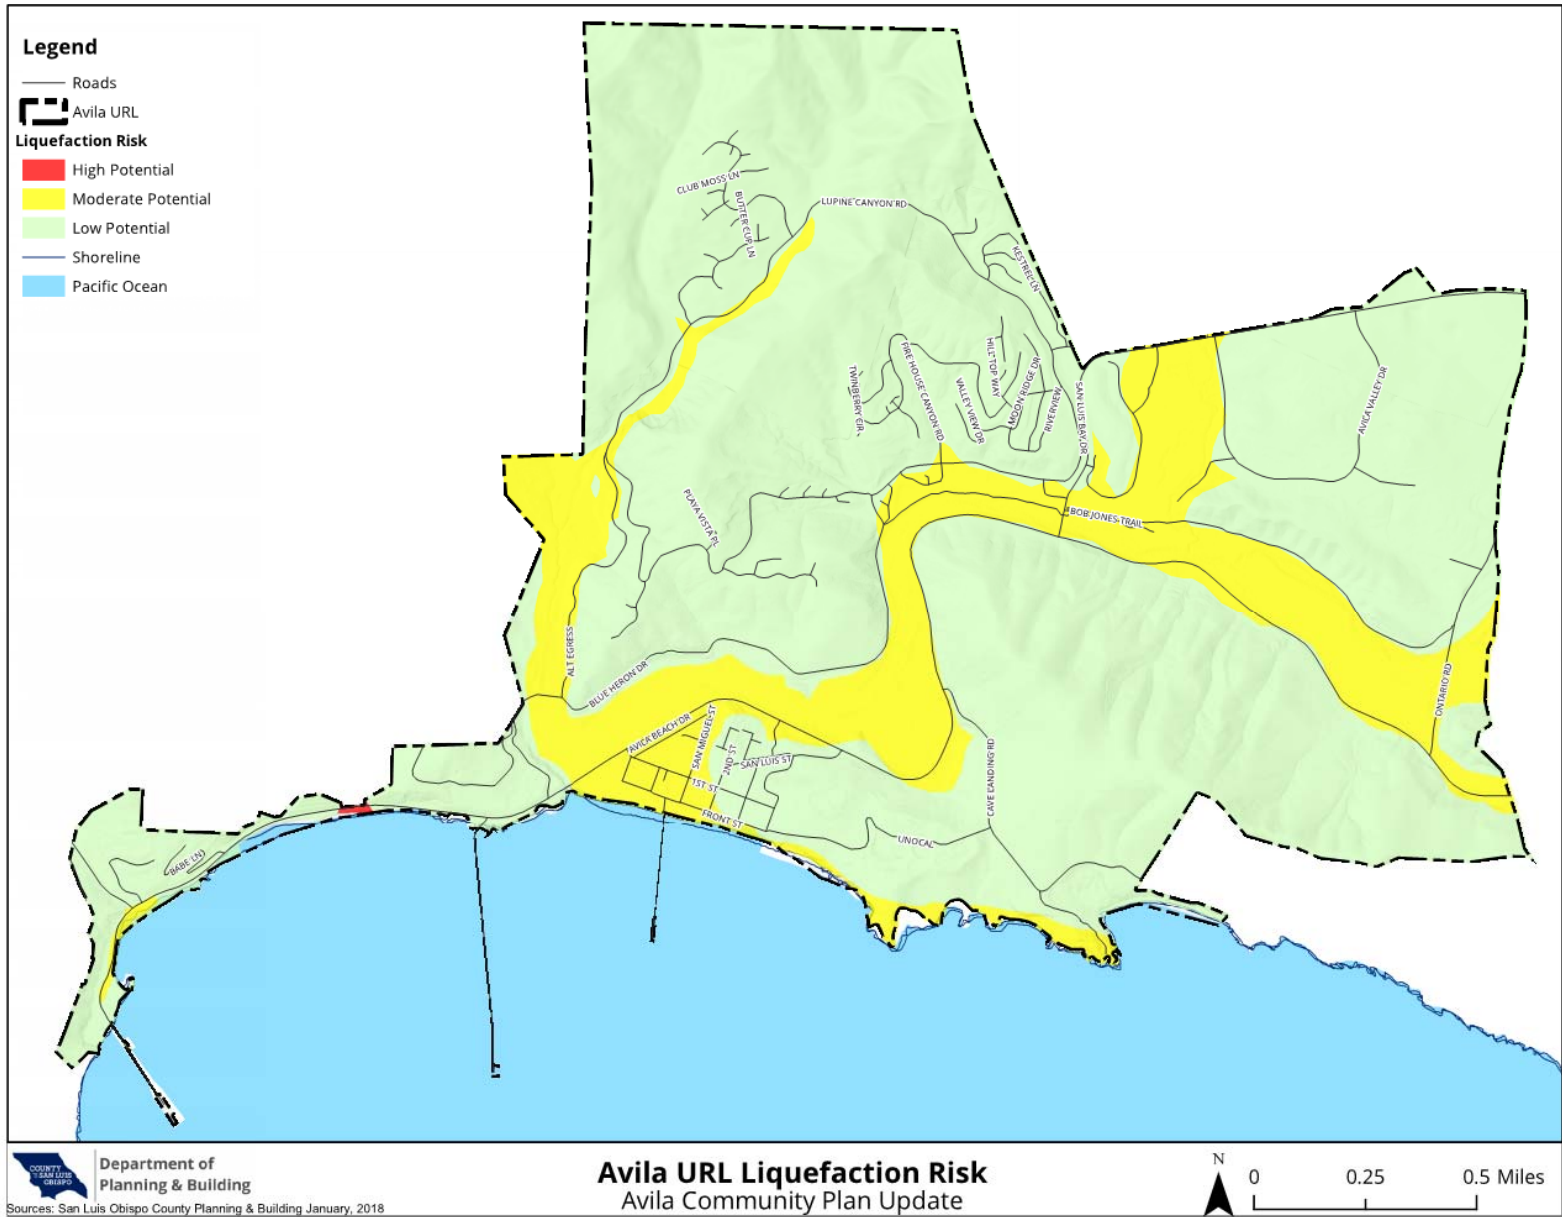 Legend
Roads
Avila URL
Liquefaction Risk
High Potential
Moderate Potential
Low Potential
Shoreline
Pacific Ocean
CLUB MOSS LN
BUTTER CUP LN
LUPINE CANYON RD
KESTREL LN
TWINBERRY CIR
FIRE HOUSE CANYON RD
VALLEY VIEW DR
HILL TOP WAY
MOON RIDGE DR
RIVERVIEW
SAN LUIS BAY DR
AVILA VALLEY DR
PLAYA VISTA PL
BOB JONES TRAIL
ALT EGRESS
BLUE HERON DR
ONTARIO RD
AVILA BEACH DR
SAN MIGUEL ST
2ND ST
SAN LUIS ST
1ST ST
FRONT ST
CAVE LANDING RD
UNOCAL
BABE LN
COUNTY
OF SAN LUIS
OBISPO
Department of
Planning & Building
Sources: San Luis Obispo County Planning & Building January, 2018
Avila URL Liquefaction Risk
Avila Community Plan Update
N
0 0.25 0.5 Miles